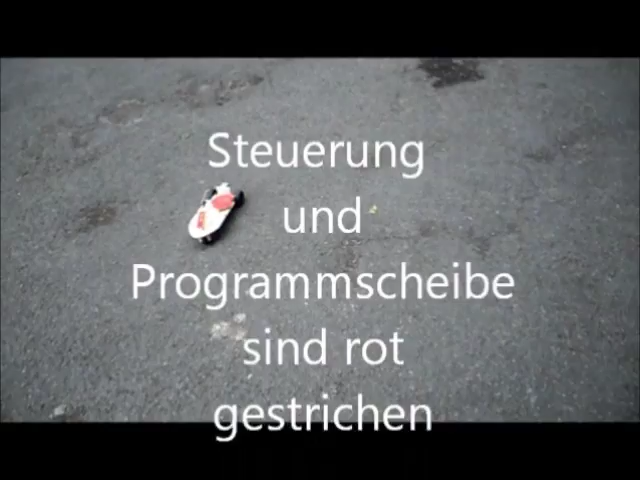 Steuerung
und
Programmscheibe
sind rot
gestrichen